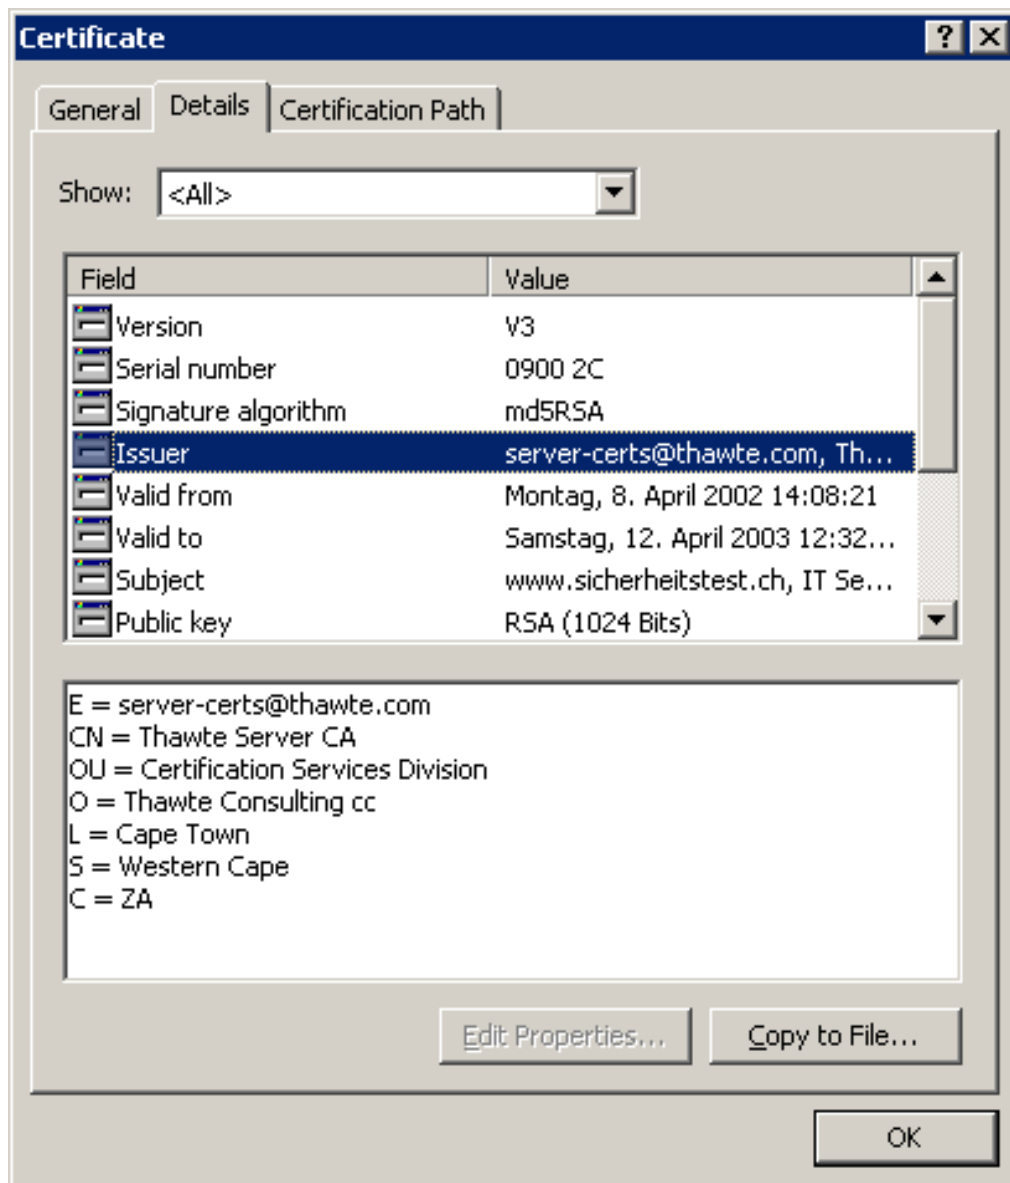 Certificate
General Details Certification Path
Show: <All>
Field Value
Version V3
Serial number 0900 2C
Signature algorithm md5RSA
Issuer server-certs@thawte.com, Th...
Valid from Montag, 8. April 2002 14:08:21
Valid to Samstag, 12. April 2003 12:32...
Subject www.sicherheitstest.ch, IT Se...
Public key RSA (1024 Bits)
E = server-certs@thawte.com
CN = Thawte Server CA
OU = Certification Services Division
O = Thawte Consulting cc
L = Cape Town
S = Western Cape
C = ZA
Edit Properties... Copy to File...
OK